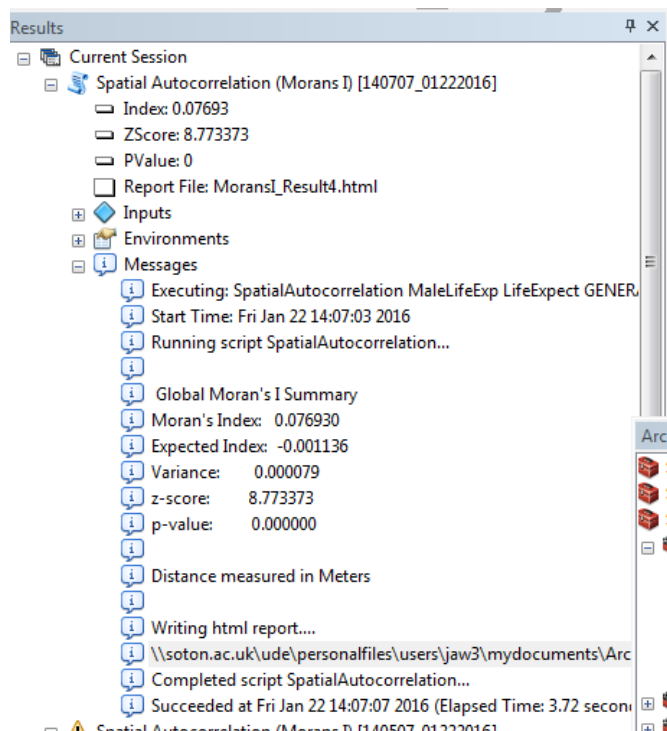 Results
Current Session
Spatial Autocorrelation (Morans I) [140707_01222016]
Index: 0.07693
ZScore: 8.773373
PValue: 0
Report File: MoransI_Result4.html
Inputs
Environments
Messages
Executing: SpatialAutocorrelation MaleLifeExp LifeExpect GENER
Start Time: Fri Jan 22 14:07:03 2016
Running script SpatialAutocorrelation...
Global Moran's I Summary
Moran's Index: 0.076930
Expected Index: -0.001136
Variance: 0.000079
z-score: 8.773373
p-value: 0.000000
Distance measured in Meters
Writing html report....
\\soton.ac.uk\ude\personalfiles\users\jaw3\mydocuments\Arc
Completed script SpatialAutocorrelation...
Succeeded at Fri Jan 22 14:07:07 2016 (Elapsed Time: 3.72 secon
Spatial Autocorrelation (Morans I) [140507_01222016]
Arc